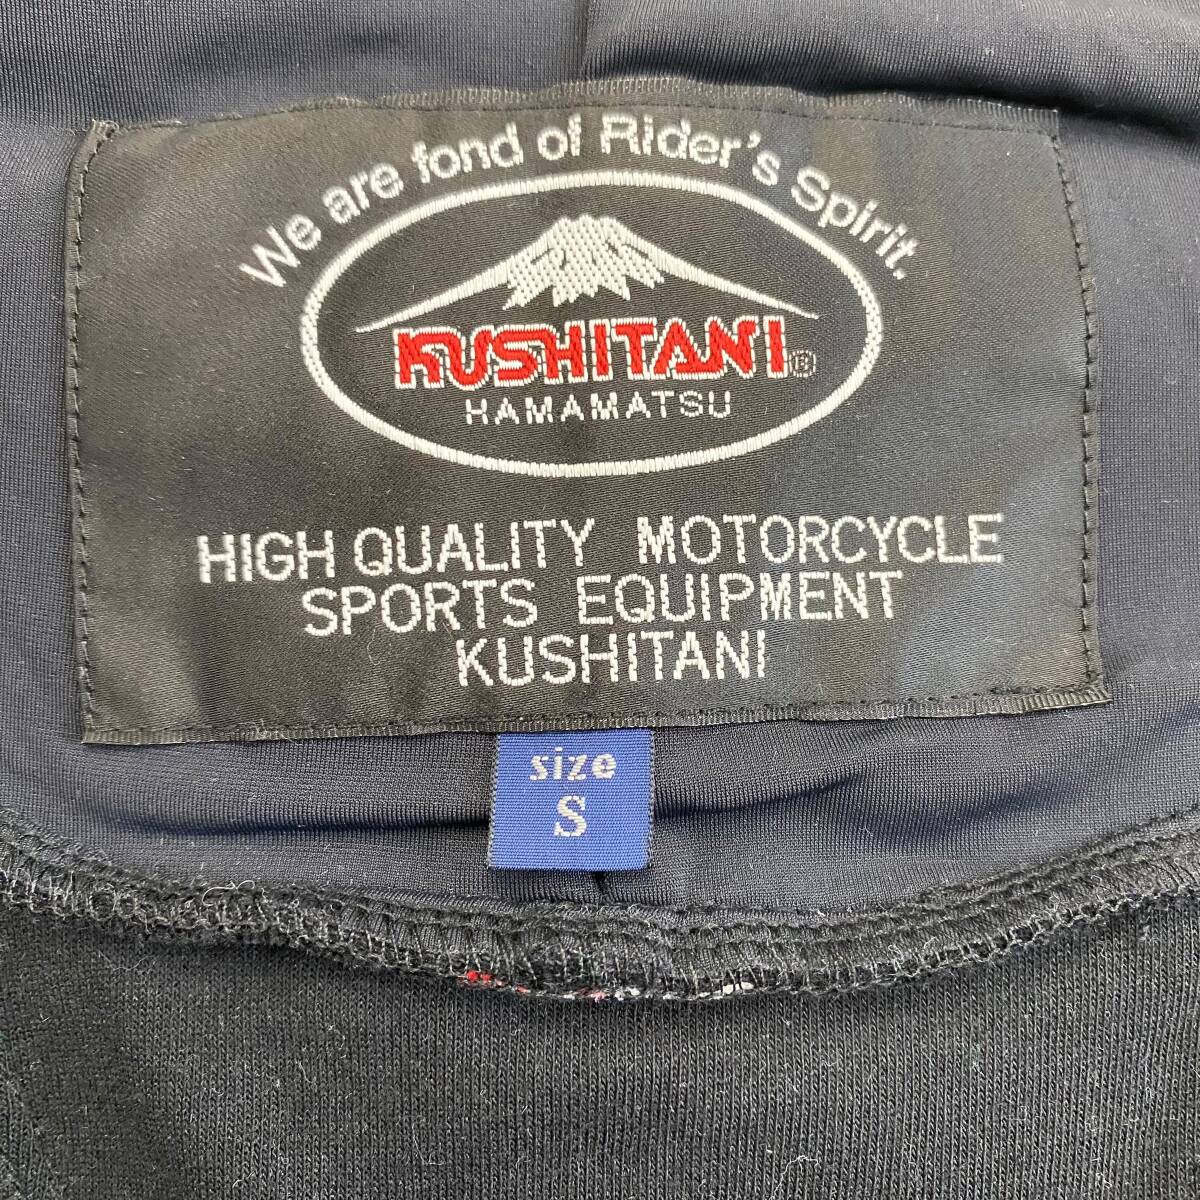 We are fond of Rider's Spirit.
KUSHITANI®
HAMAMATSU
HIGH QUALITY MOTORCYCLE
SPORTS EQUIPMENT
KUSHITANI
size
S